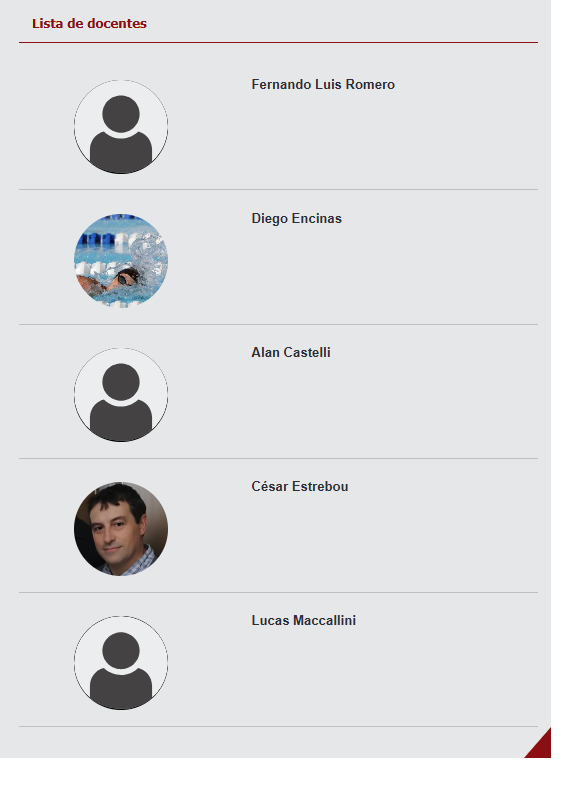 Lista de docentes
Fernando Luis Romero
Diego Encinas
Alan Castelli
César Estrebou
Lucas Maccallini